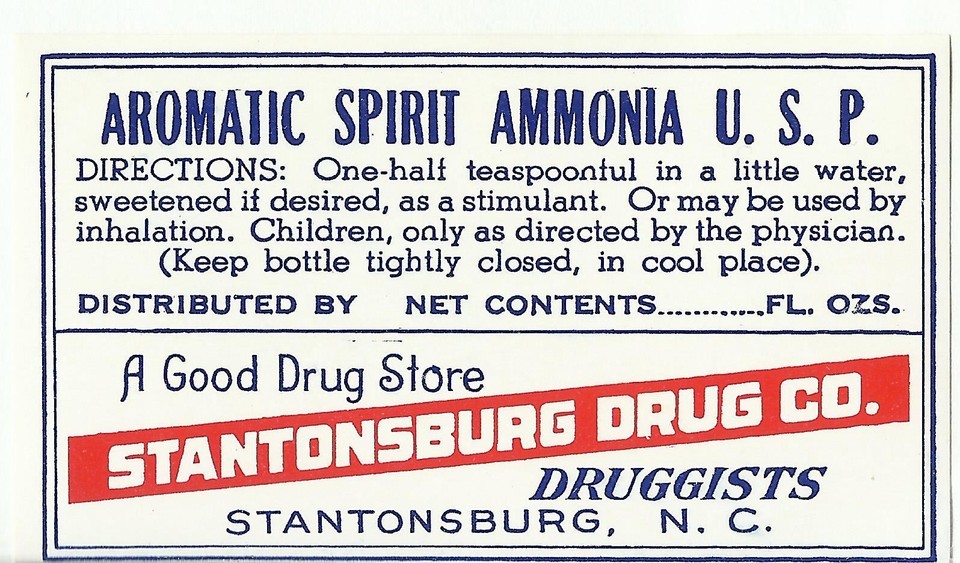 AROMATIC SPIRIT AMMONIA U. S. P.
DIRECTIONS: One-half teaspoonful in a little water,
sweetened if desired, as a stimulant. Or may be used by
inhalation. Children, only as directed by the physician.
(Keep bottle tightly closed, in cool place).
DISTRIBUTED BY NET CONTENTS............FL. OZS.
A Good Drug Store
STANTONSBURG DRUG CO.
DRUGGISTS
STANTONSBURG, N. C.